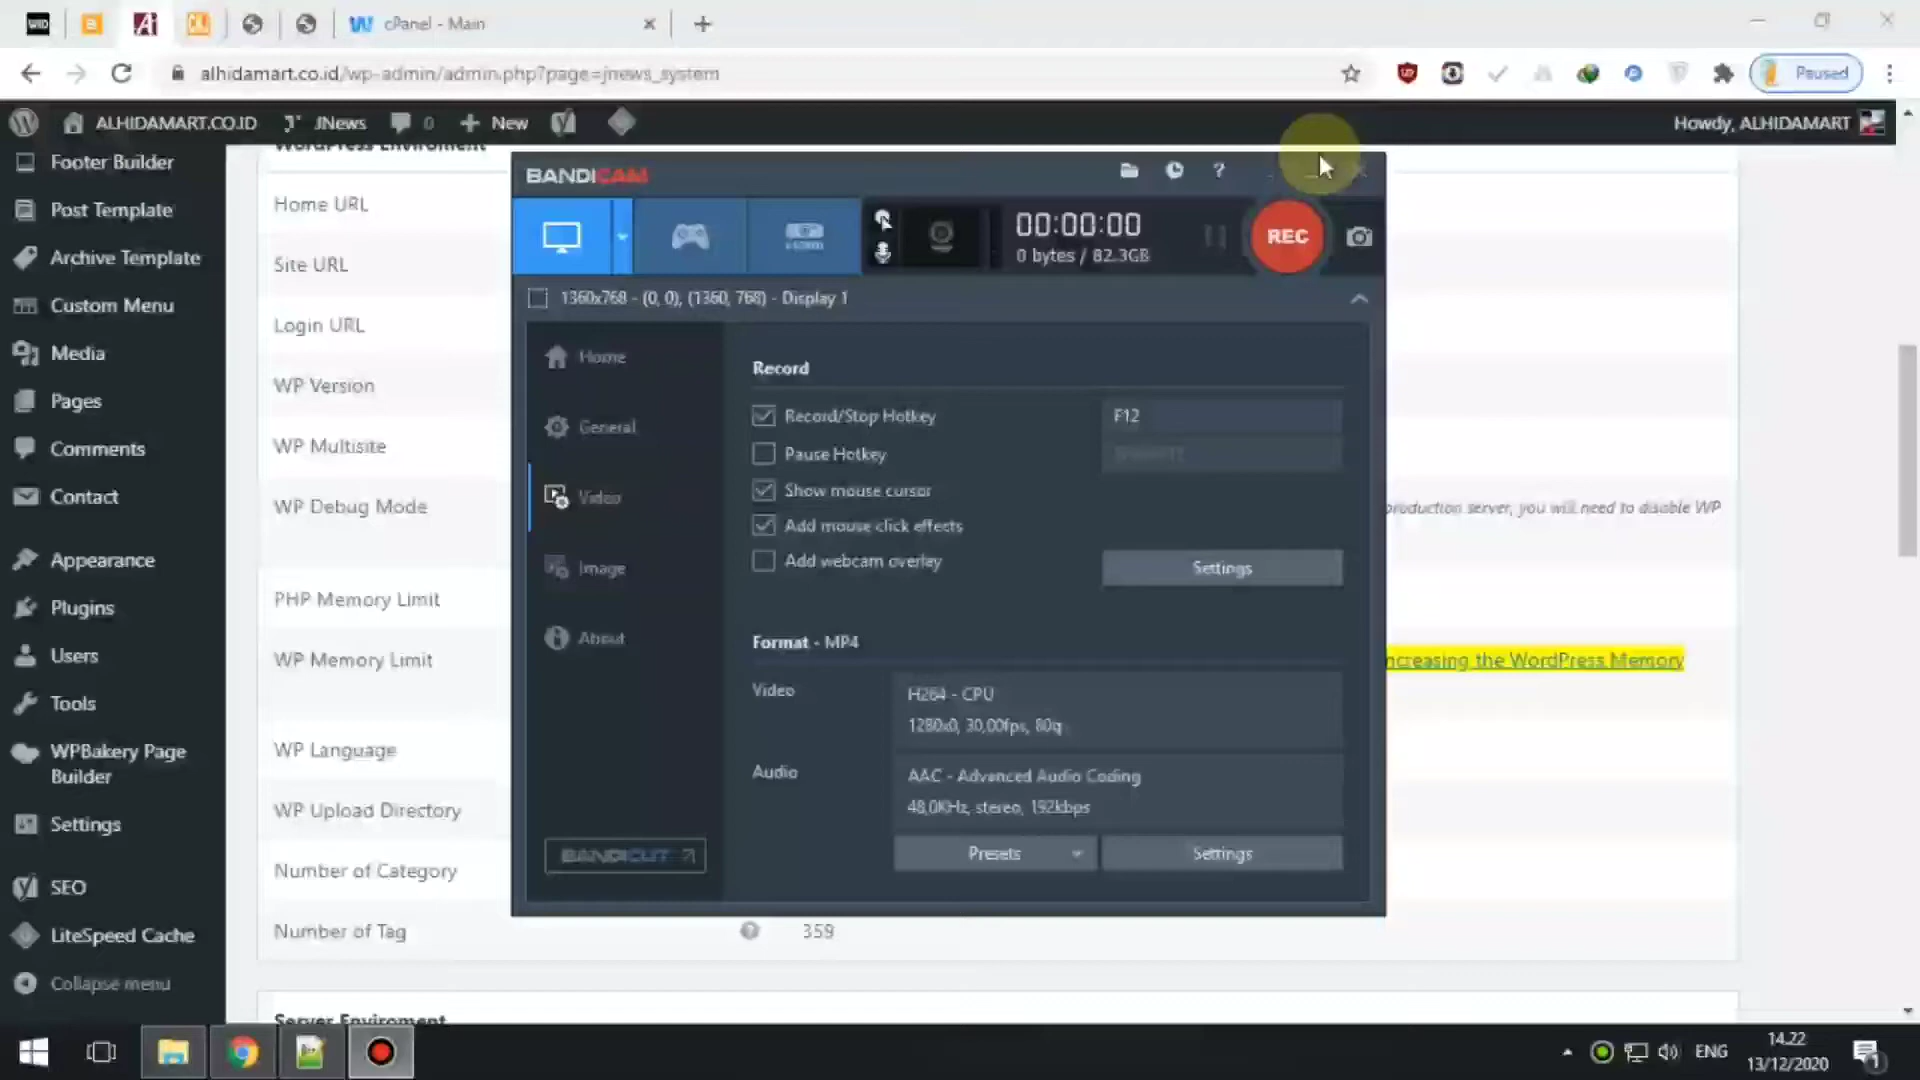 cPanel - Main
alhidamart.co.id/wp-admin/admin.php?page=jnews_system
Paused
ALHIDAMART.CO.ID
JNews
0
New
Howdy, ALHIDAMART
Footer Builder
Post Template
Archive Template
Custom Menu
Media
Pages
Comments
Contact
Appearance
Plugins
Users
Tools
WPBakery Page
Builder
Settings
SEO
LiteSpeed Cache
Collapse menu
WordPress Enviroment
Home URL
Site URL
Login URL
WP Version
WP Multisite
WP Debug Mode
production server, you will need to disable WP
PHP Memory Limit
WP Memory Limit
ncreasing the WordPress Memory
WP Language
WP Upload Directory
Number of Category
Number of Tag
359
Server Enviroment
BANDICAM
?
00:00:00
0 bytes / 82.3GB
REC
1360x768 - (0, 0), (1360, 768) - Display 1
Home
General
Video
Image
About
BANDICUT
Record
Record/Stop Hotkey
F12
Pause Hotkey
Show mouse cursor
Add mouse click effects
Add webcam overlay
Settings
Format - MP4
Video
H264 - CPU
1280x0, 30,00fps, 80q
Audio
AAC - Advanced Audio Coding
48,0KHz, stereo, 192kbps
Presets
Settings
ENG
14.22
13/12/2020
1